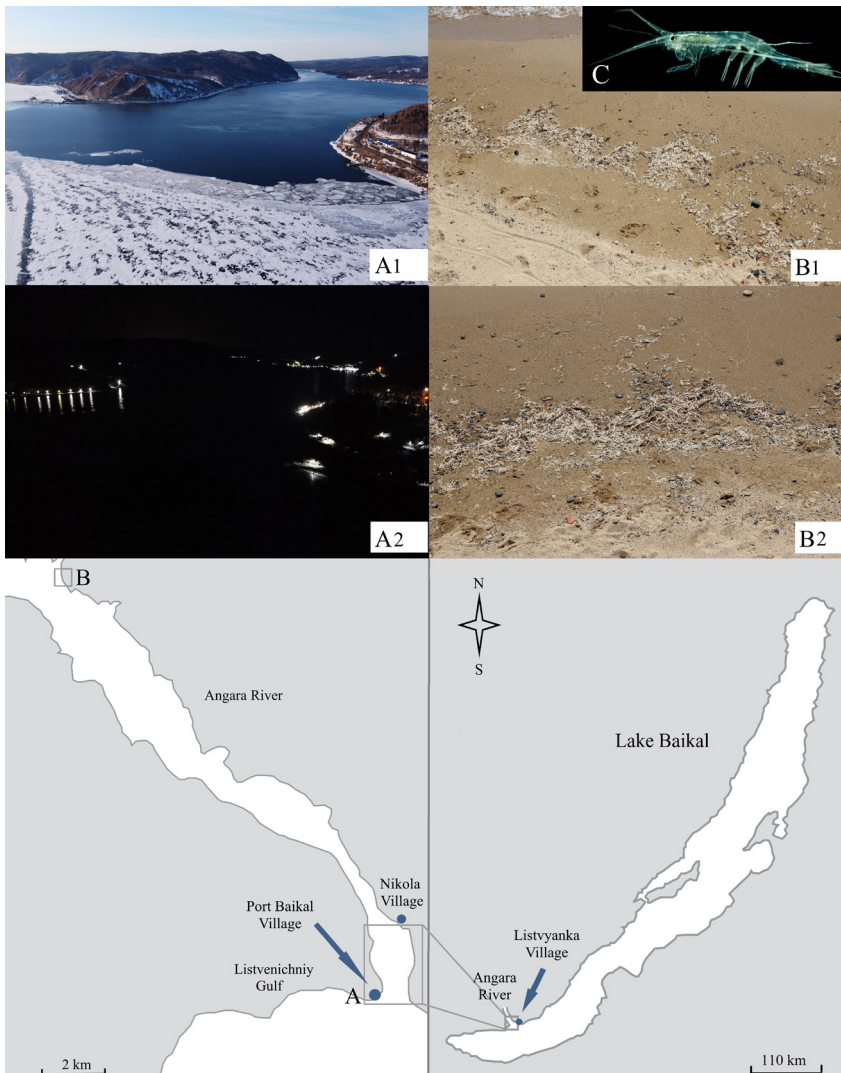 C
A1
B1
A2
B2
B
Angara River
Nikola
Village
Port Baikal
Village
Listvenichniy
Gulf
A
2 km
N
S
Lake Baikal
Listvyanka
Village
Angara
River
110 km